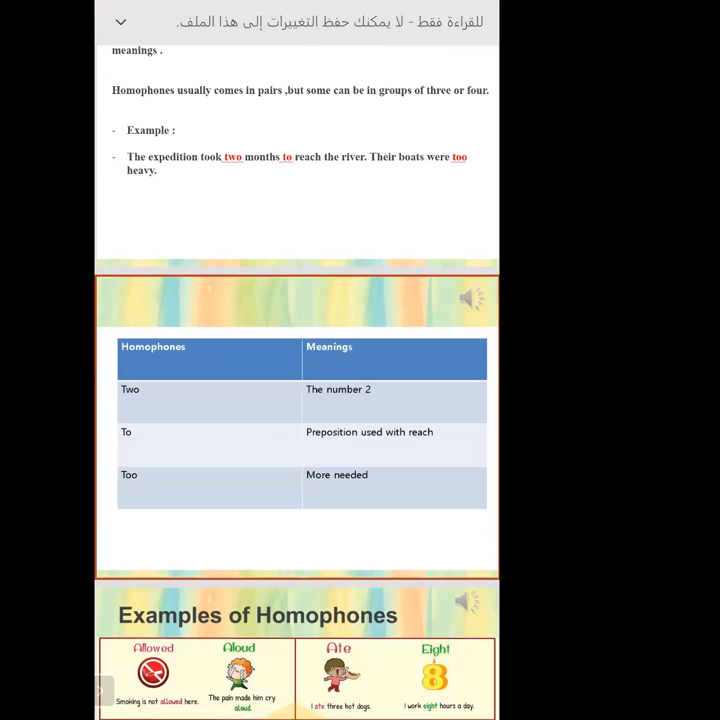 للقراءة فقط - لا يمكنك حفظ التغييرات إلى هذا الملف.
meanings .
Homophones usually comes in pairs ,but some can be in groups of three or four.
- Example :
- The expedition took two months to reach the river. Their boats were too
heavy.
Homophones Meanings
Two The number 2
To Preposition used with reach
Too More needed
Examples of Homophones
Allowed Aloud Ate Eight
8
Smoking is not allowed here. The pain made him cry
aloud. I ate three hot dogs. I work eight hours a day.